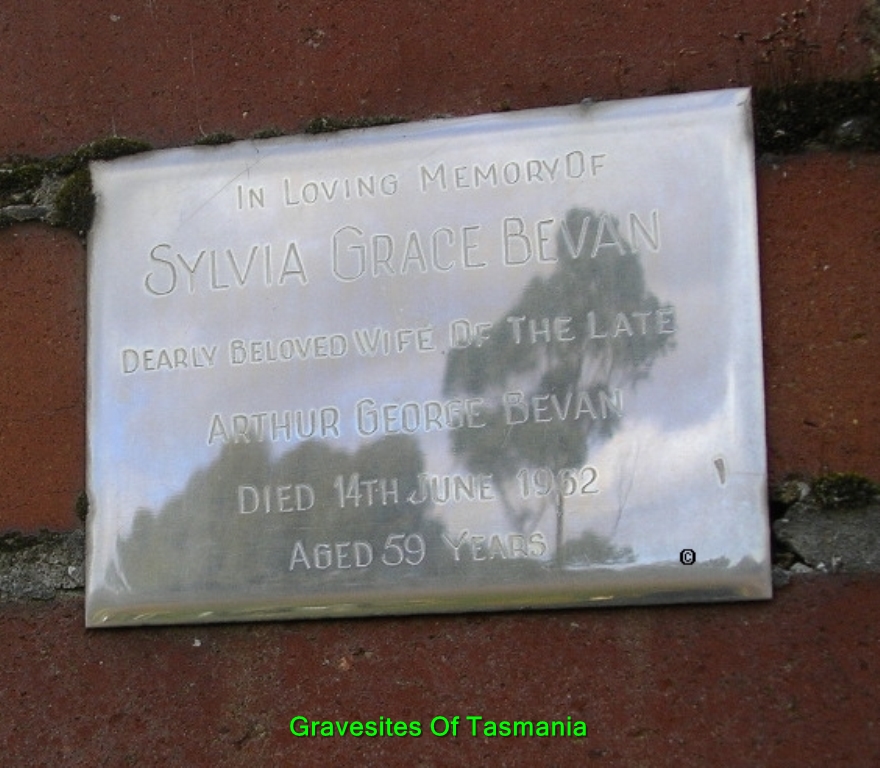 IN LOVING MEMORY OF
SYLVIA GRACE BEVAN
DEARLY BELOVED WIFE OF THE LATE
ARTHUR GEORGE BEVAN
DIED 14TH JUNE 1962
AGED 59 YEARS
©
Gravesites Of Tasmania